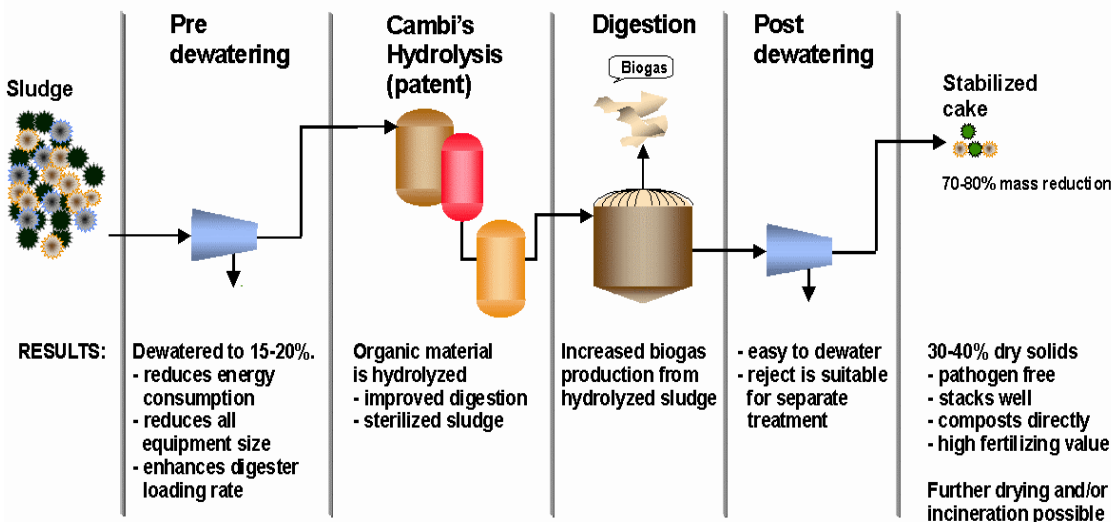 Sludge
Pre
dewatering
Cambi's
Hydrolysis
(patent)
Digestion
Biogas
Post
dewatering
Stabilized
cake
70-80% mass reduction
RESULTS:
Dewatered to 15-20%.
- reduces energy
consumption
- reduces all
equipment size
- enhances digester
loading rate
Organic material
is hydrolyzed
- improved digestion
- sterilized sludge
Increased biogas
production from
hydrolyzed sludge
- easy to dewater
- reject is suitable
for separate
treatment
30-40% dry solids
- pathogen free
- stacks well
- composts directly
- high fertilizing value
Further drying and/or
incineration possible